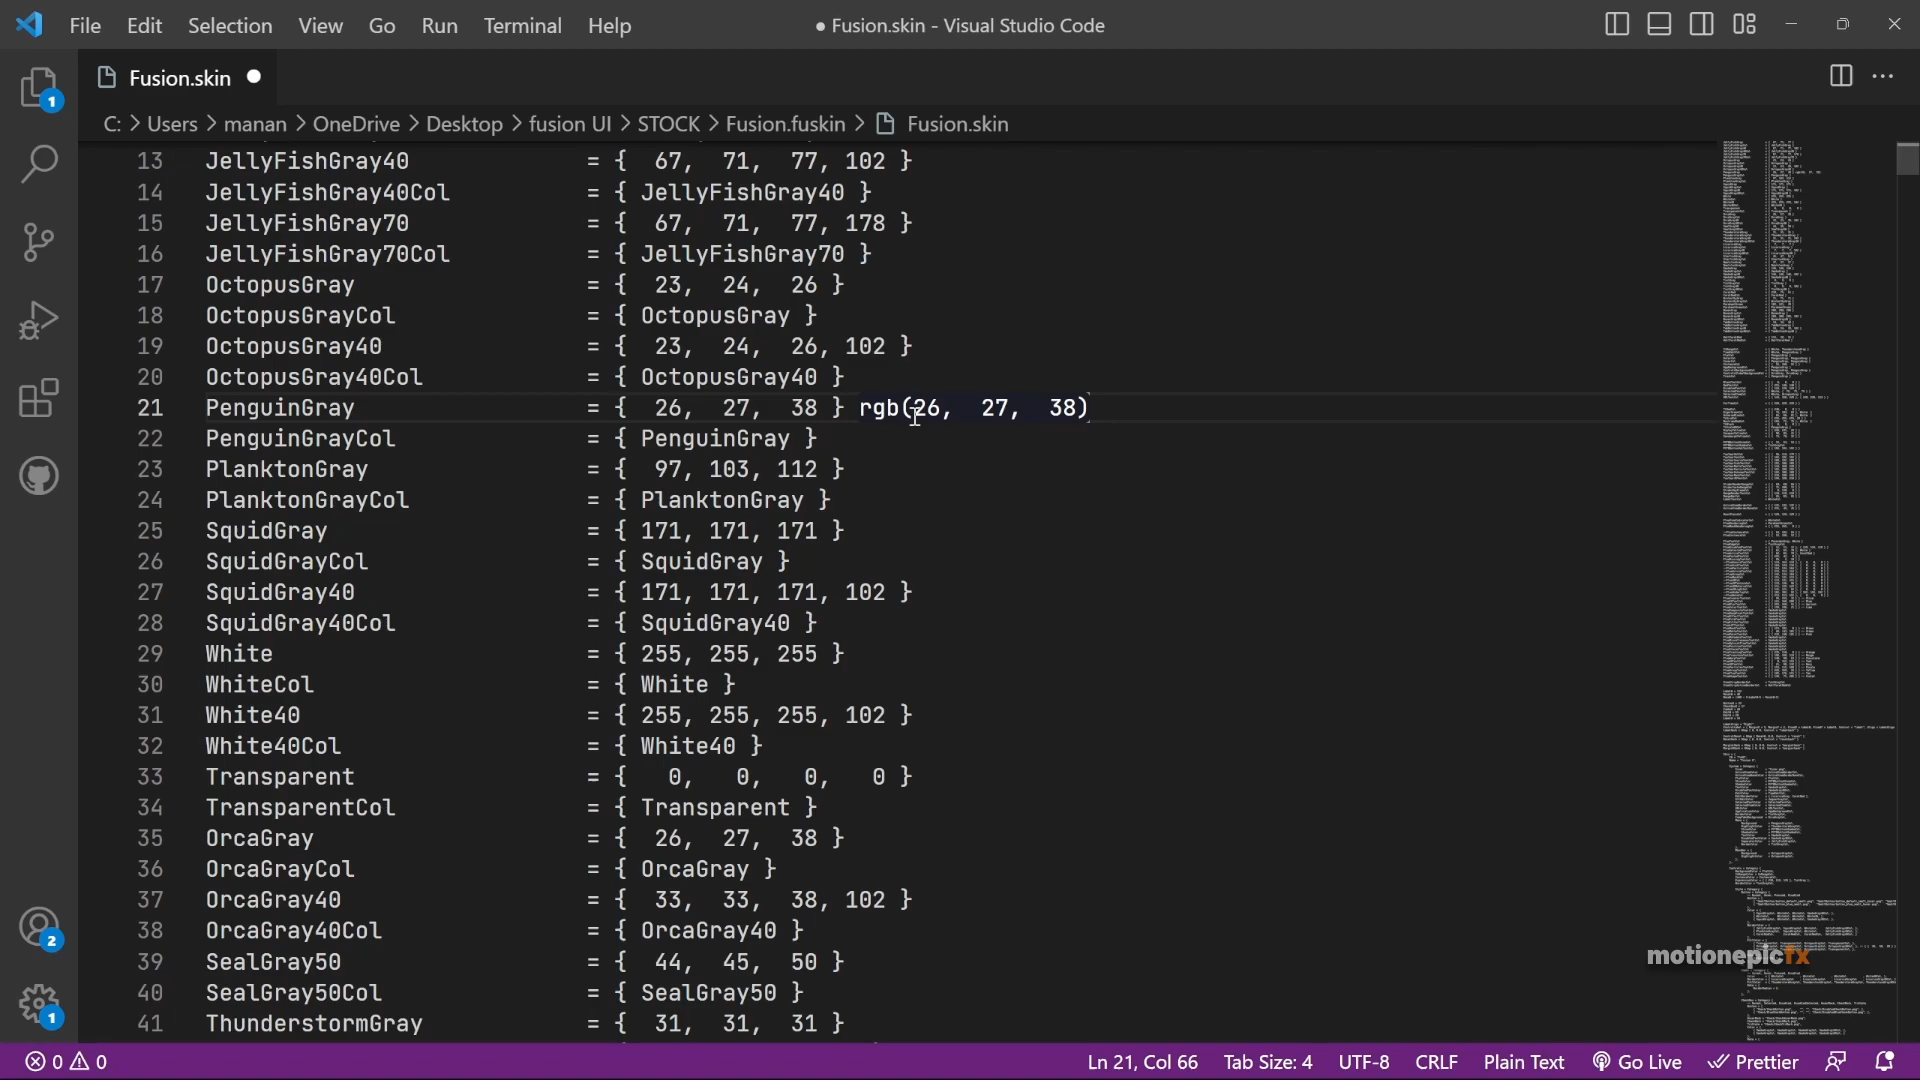 File Edit Selection View Go Run Terminal Help ● Fusion.skin - Visual Studio Code
1 Fusion.skin ●
C: > Users > manan > OneDrive > Desktop > fusion UI > STOCK > Fusion.fuskin > Fusion.skin
13 JellyFishGray40 = { 67, 71, 77, 102 }
14 JellyFishGray40Col = { JellyFishGray40 }
15 JellyFishGray70 = { 67, 71, 77, 178 }
16 JellyFishGray70Col = { JellyFishGray70 }
17 OctopusGray = { 23, 24, 26 }
18 OctopusGrayCol = { OctopusGray }
19 OctopusGray40 = { 23, 24, 26, 102 }
20 OctopusGray40Col = { OctopusGray40 }
21 PenguinGray = { 26, 27, 38 } rgb(26, 27, 38)
22 PenguinGrayCol = { PenguinGray }
23 PlanktonGray = { 97, 103, 112 }
24 PlanktonGrayCol = { PlanktonGray }
25 SquidGray = { 171, 171, 171 }
26 SquidGrayCol = { SquidGray }
27 SquidGray40 = { 171, 171, 171, 102 }
28 SquidGray40Col = { SquidGray40 }
29 White = { 255, 255, 255 }
30 WhiteCol = { White }
31 White40 = { 255, 255, 255, 102 }
32 White40Col = { White40 }
33 Transparent = { 0, 0, 0, 0 }
34 TransparentCol = { Transparent }
35 OrcaGray = { 26, 27, 38 }
36 OrcaGrayCol = { OrcaGray }
37 OrcaGray40 = { 33, 33, 38, 102 }
38 OrcaGray40Col = { OrcaGray40 }
39 SealGray50 = { 44, 45, 50 }
40 SealGray50Col = { SealGray50 }
41 ThunderstormGray = { 31, 31, 31 }
2
1
motionepicfx
0 0 Ln 21, Col 66 Tab Size: 4 UTF-8 CRLF Plain Text Go Live Prettier